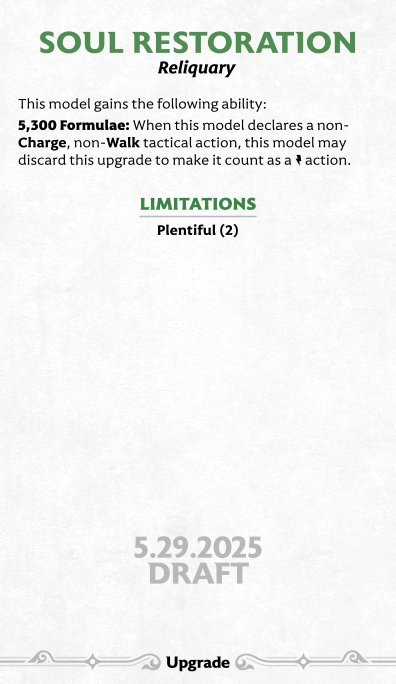 SOUL RESTORATION
Reliquary
This model gains the following ability:
5,300 Formulae: When this model declares a non-
Charge, non-Walk tactical action, this model may
discard this upgrade to make it count as a action.
LIMITATIONS
Plentiful (2)
5.29.2025
DRAFT
Upgrade